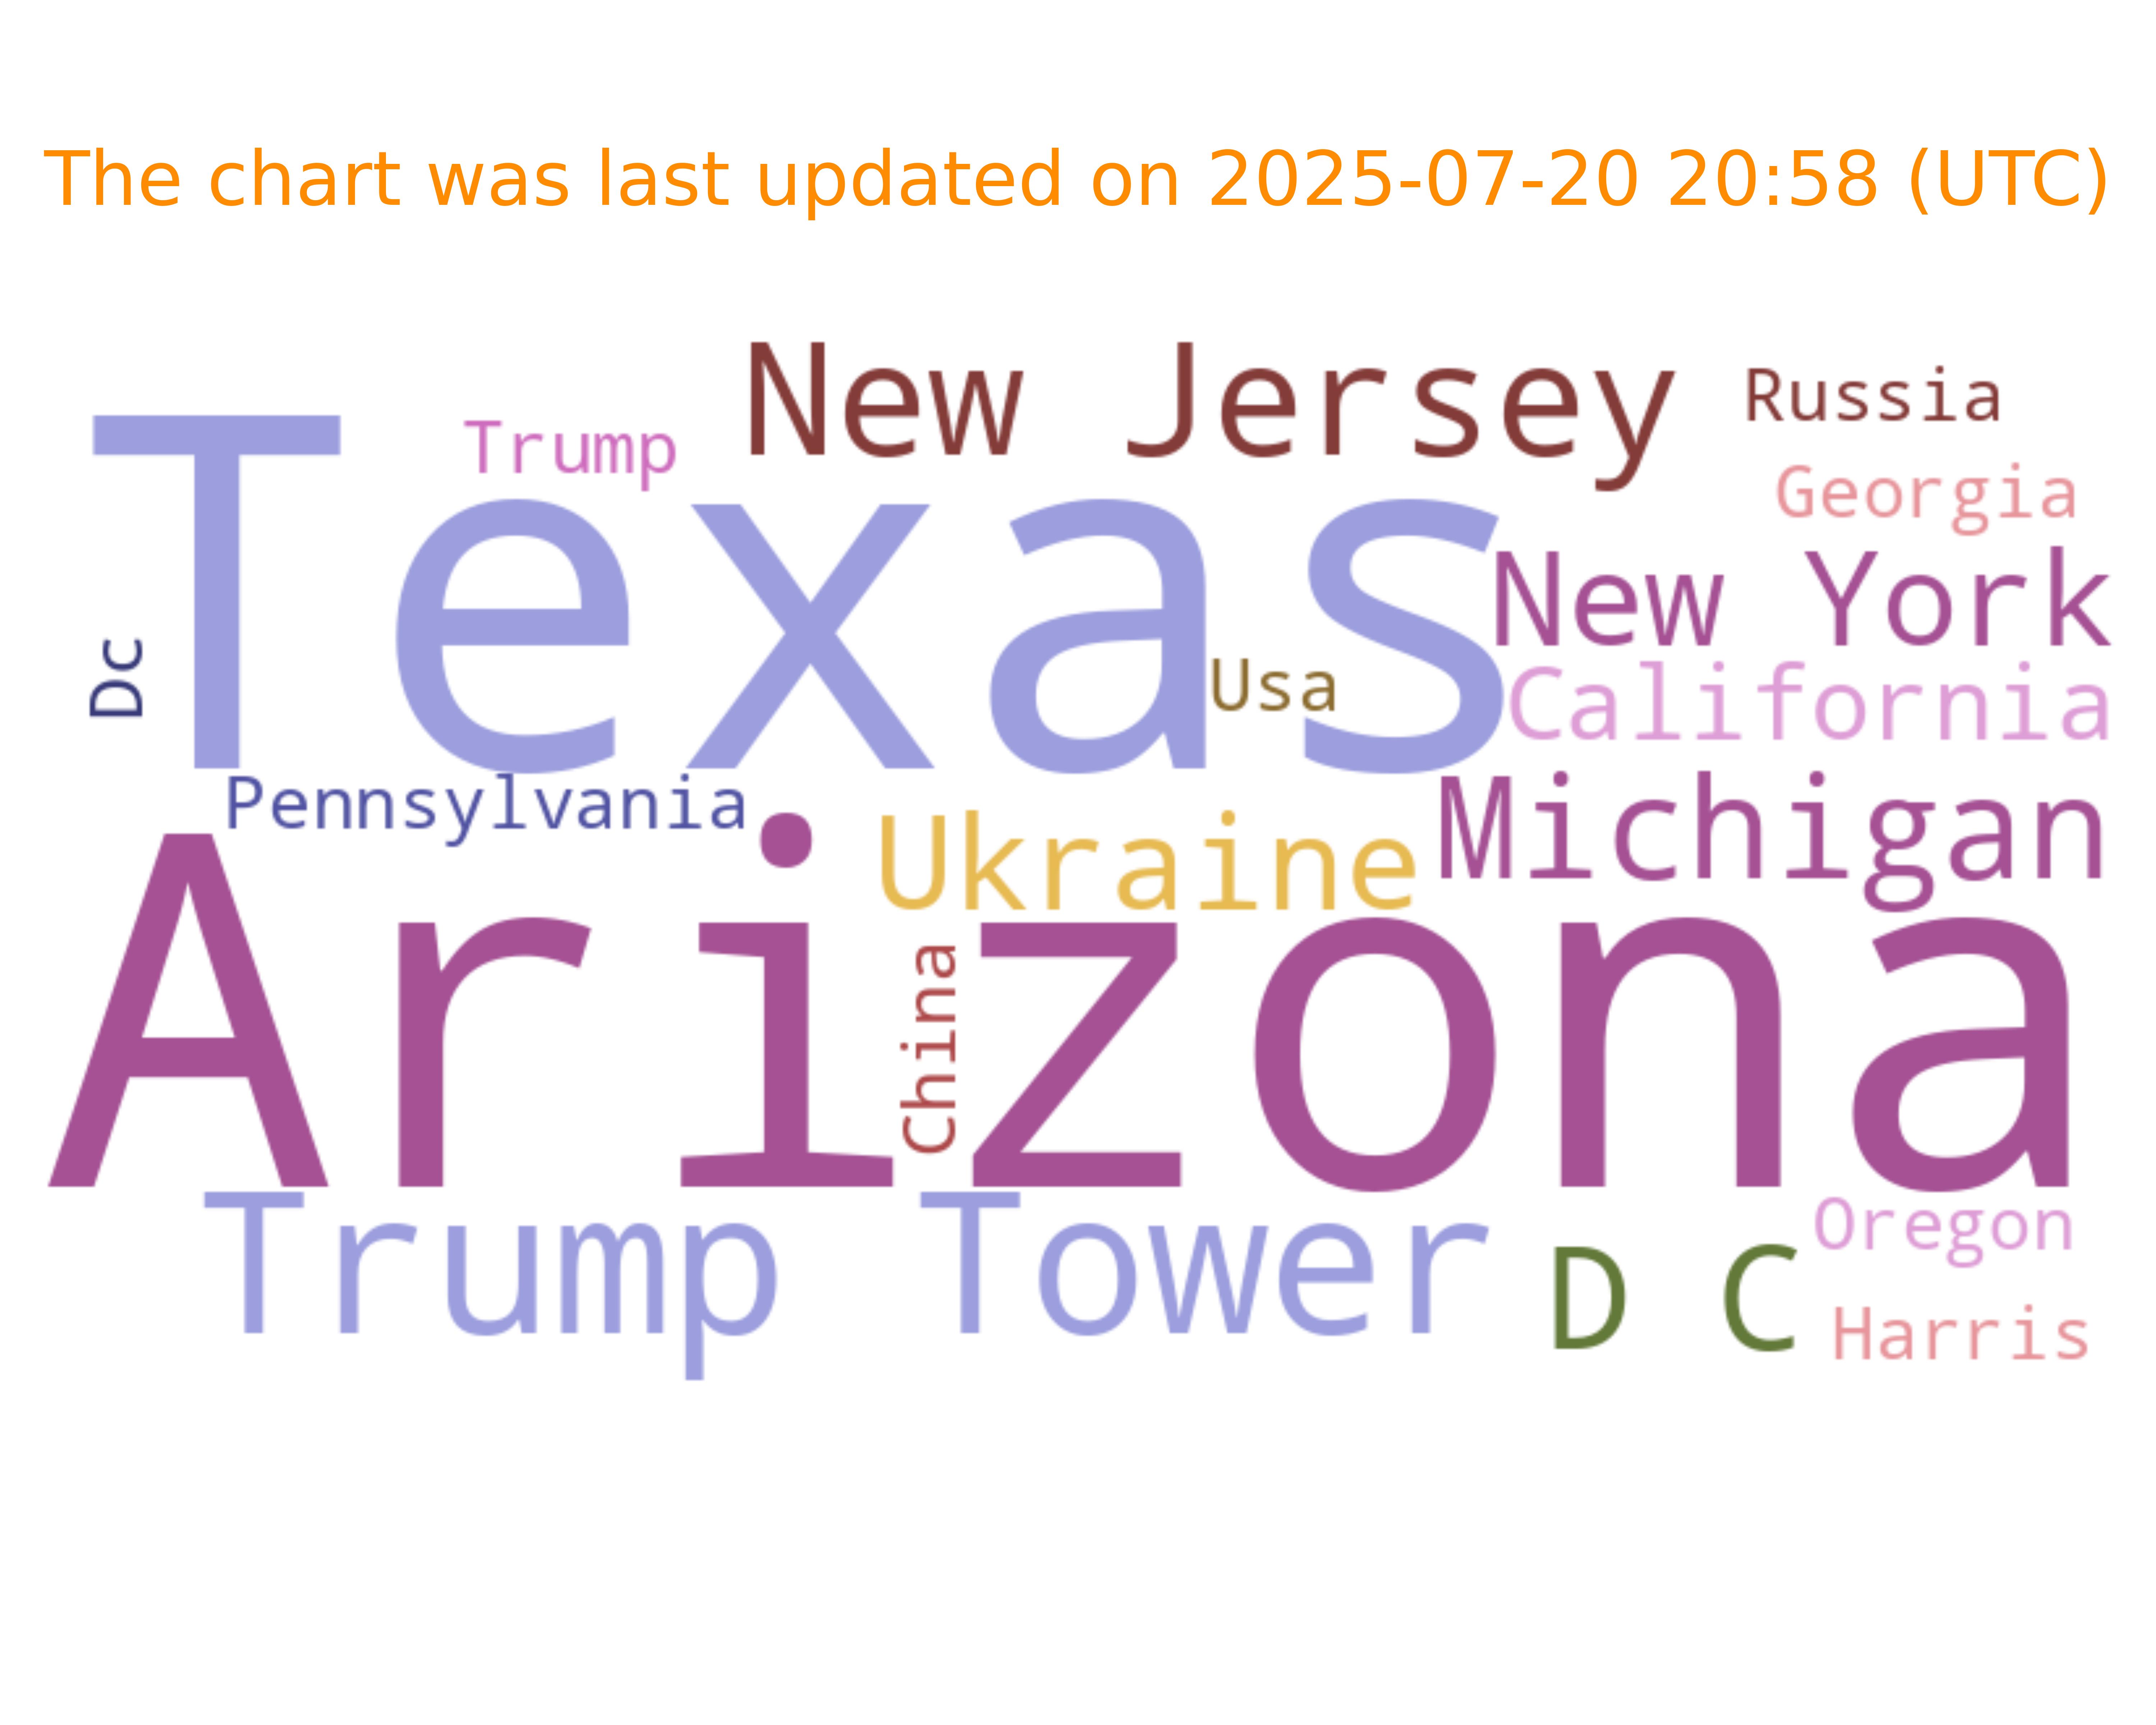 The chart was last updated on 2025-07-20 20:58 (UTC)
New Jersey
Russia
Trump
Georgia
Texas
New York
Dc
Usa
California
Pennsylvania
Ukraine
Michigan
Arizona
China
Trump Tower
Oregon
D C
Harris